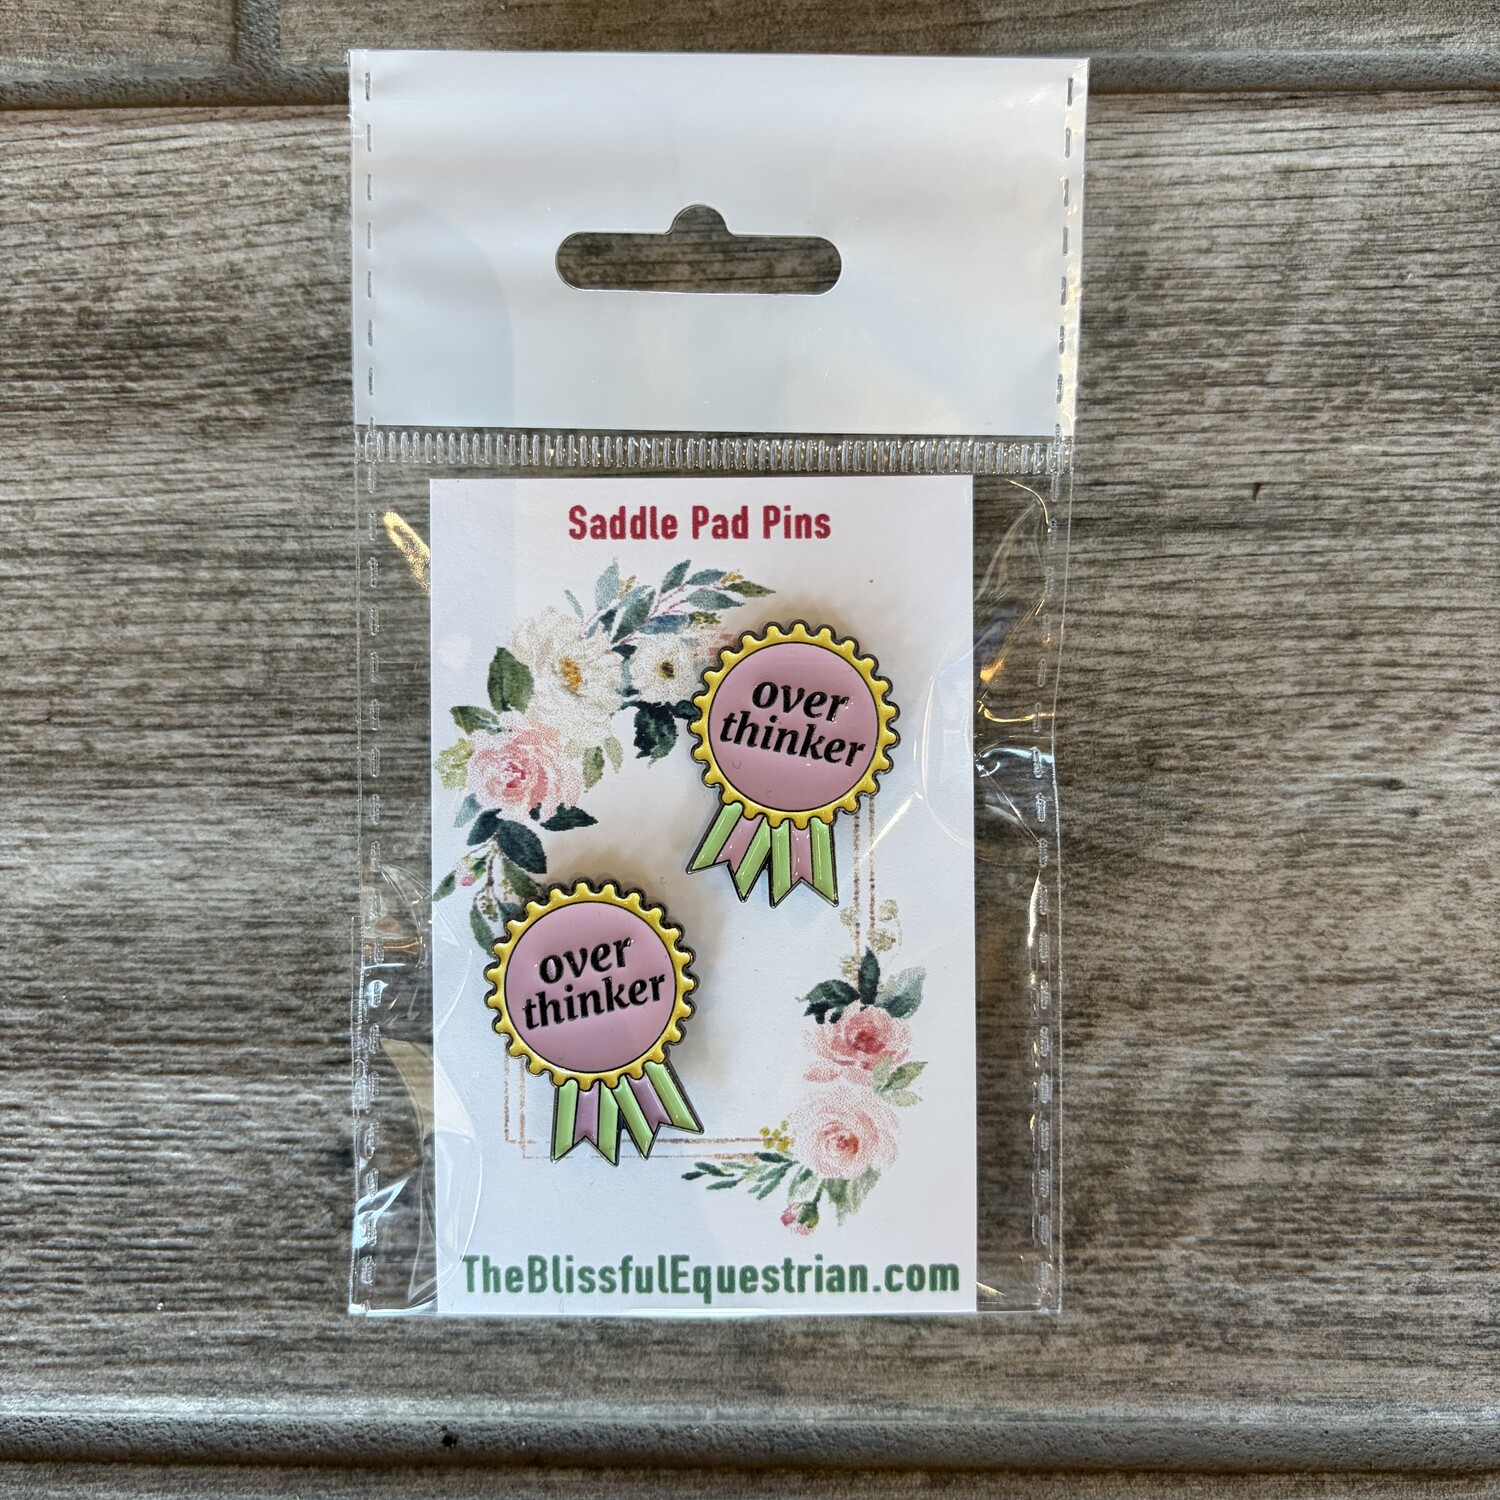 Saddle Pad Pins
over
thinker
over
thinker
TheBlissfulEquestrian.com